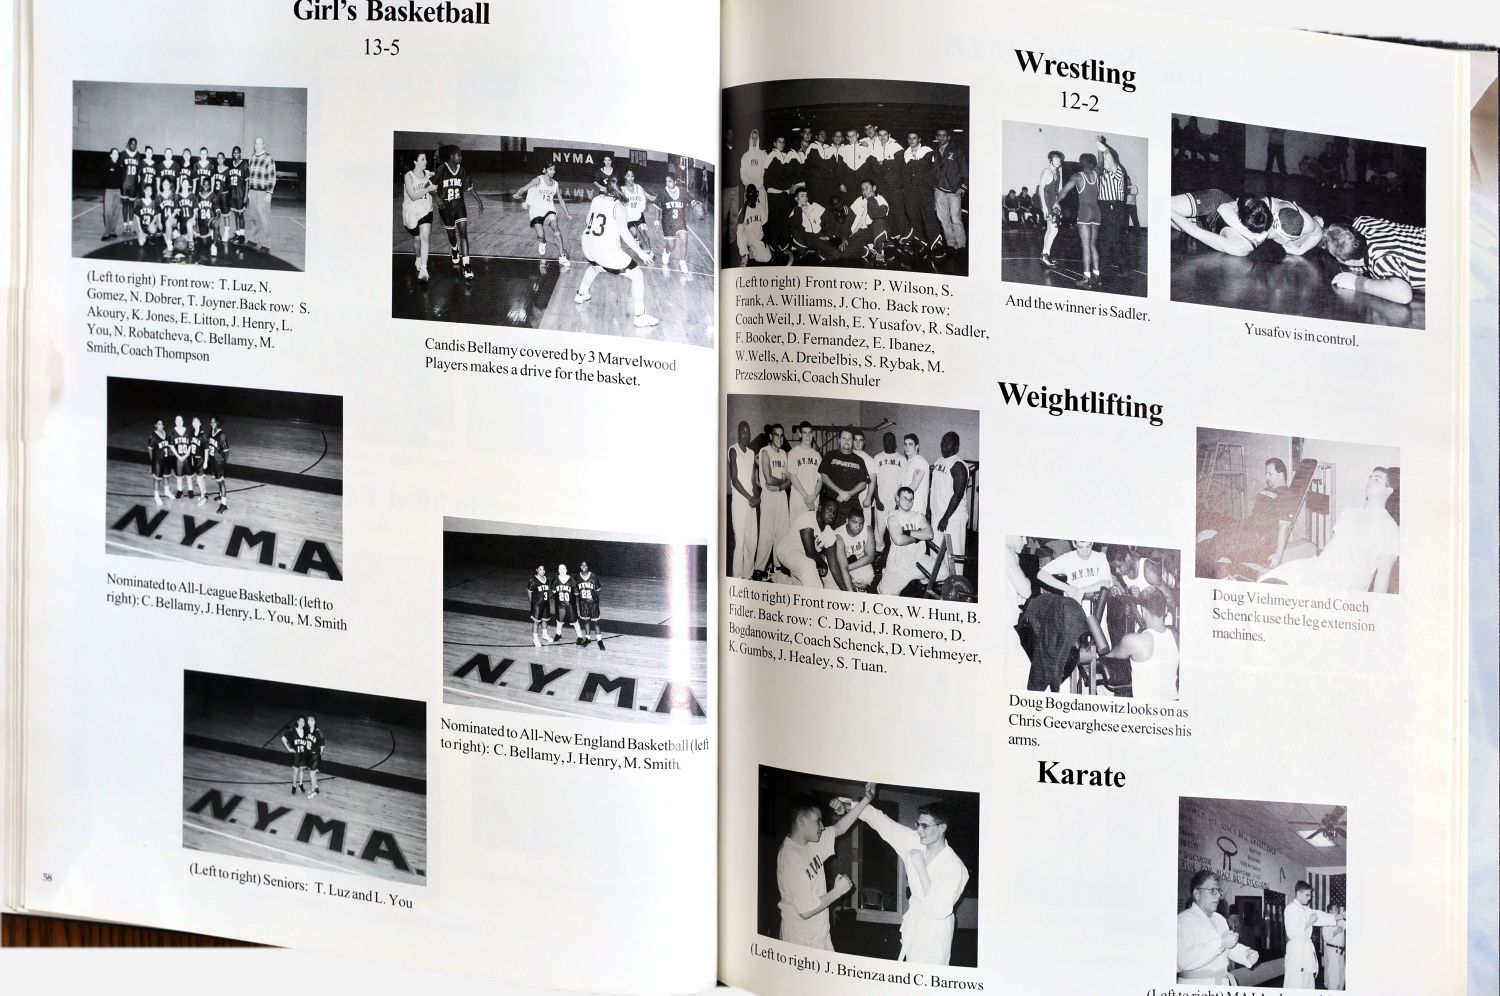 Girl's Basketball
13-5
NYMA
(Left to right) Front row: T. Luz, N.
Gomez, N. Dobrer, T. Joyner.Back row: S.
Akoury, K. Jones, E. Litton, J. Henry, L.
You, N. Robatcheva, C. Bellamy, M.
Smith, Coach Thompson
Candis Bellamy covered by 3 Marvelwood
Players makes a drive for the basket.
N.Y.M.A
Nominated to All-League Basketball: (left to
right): C. Bellamy, J. Henry, L. You, M. Smith
N.Y.M.A
Nominated to All-New England Basketball (left
to right): C. Bellamy, J. Henry, M. Smith.
N.Y.M.A.
(Left to right) Seniors: T. Luz and L. You
58
Wrestling
12-2
(Left to right) Front row: P. Wilson, S.
Frank, A. Williams, J. Cho. Back row:
Coach Weil, J. Walsh, E. Yusafov, R. Sadler,
F. Booker, D. Fernandez, E. Ibanez,
W. Wells, A. Dreibelbis, S. Rybak, M.
Przeszlowski, Coach Shuler
And the winner is Sadler.
Yusafov is in control.
Weightlifting
(Left to right) Front row: J. Cox, W. Hunt, B.
Fidler. Back row: C. David, J. Romero, D.
Bogdanowitz, Coach Schenck, D. Viehmeyer,
K. Gumbs, J. Healey, S. Tuan.
Doug Viehmeyer and Coach
Schenck use the leg extension
machines.
N.Y.M.A
Doug Bogdanowitz looks on as
Chris Geevarghese exercises his
arms.
Karate
(Left to right) J. Brienza and C. Barrows